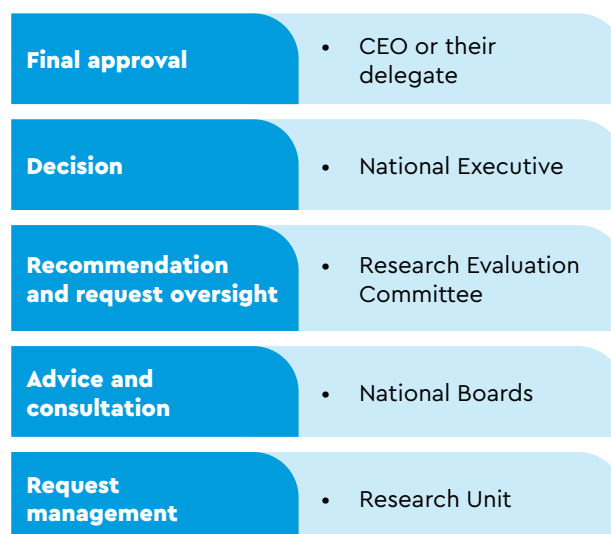 Final approval
• CEO or their
delegate
Decision
• National Executive
Recommendation
and request oversight
• Research Evaluation
Committee
Advice and
consultation
• National Boards
Request
management
• Research Unit